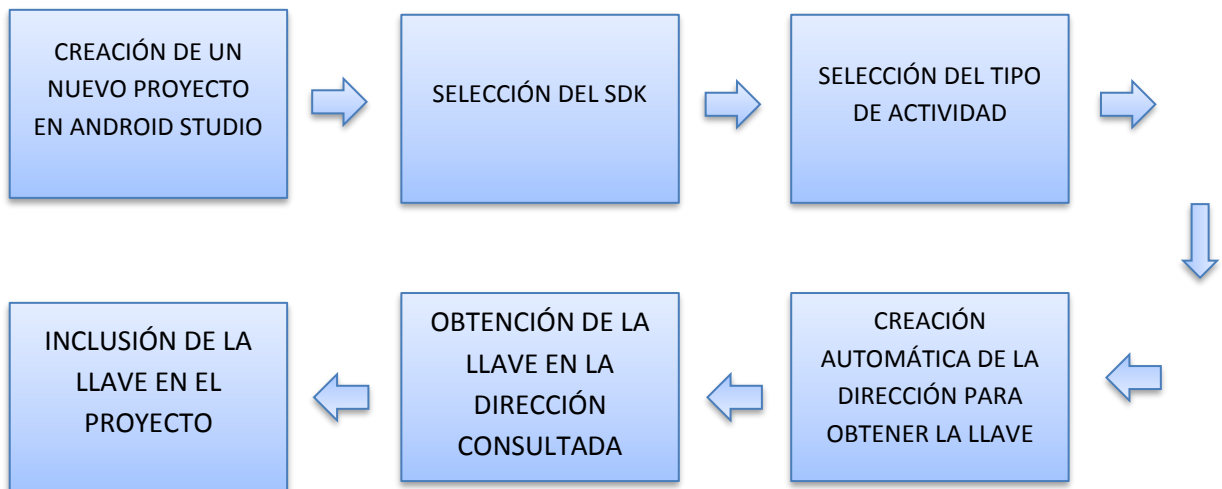 CREACIÓN DE UN
NUEVO PROYECTO
EN ANDROID STUDIO
SELECCIÓN DEL SDK
SELECCIÓN DEL TIPO
DE ACTIVIDAD
CREACIÓN
AUTOMÁTICA DE LA
DIRECCIÓN PARA
OBTENER LA LLAVE
OBTENCIÓN DE LA
LLAVE EN LA
DIRECCIÓN
CONSULTADA
INCLUSIÓN DE LA
LLAVE EN EL
PROYECTO